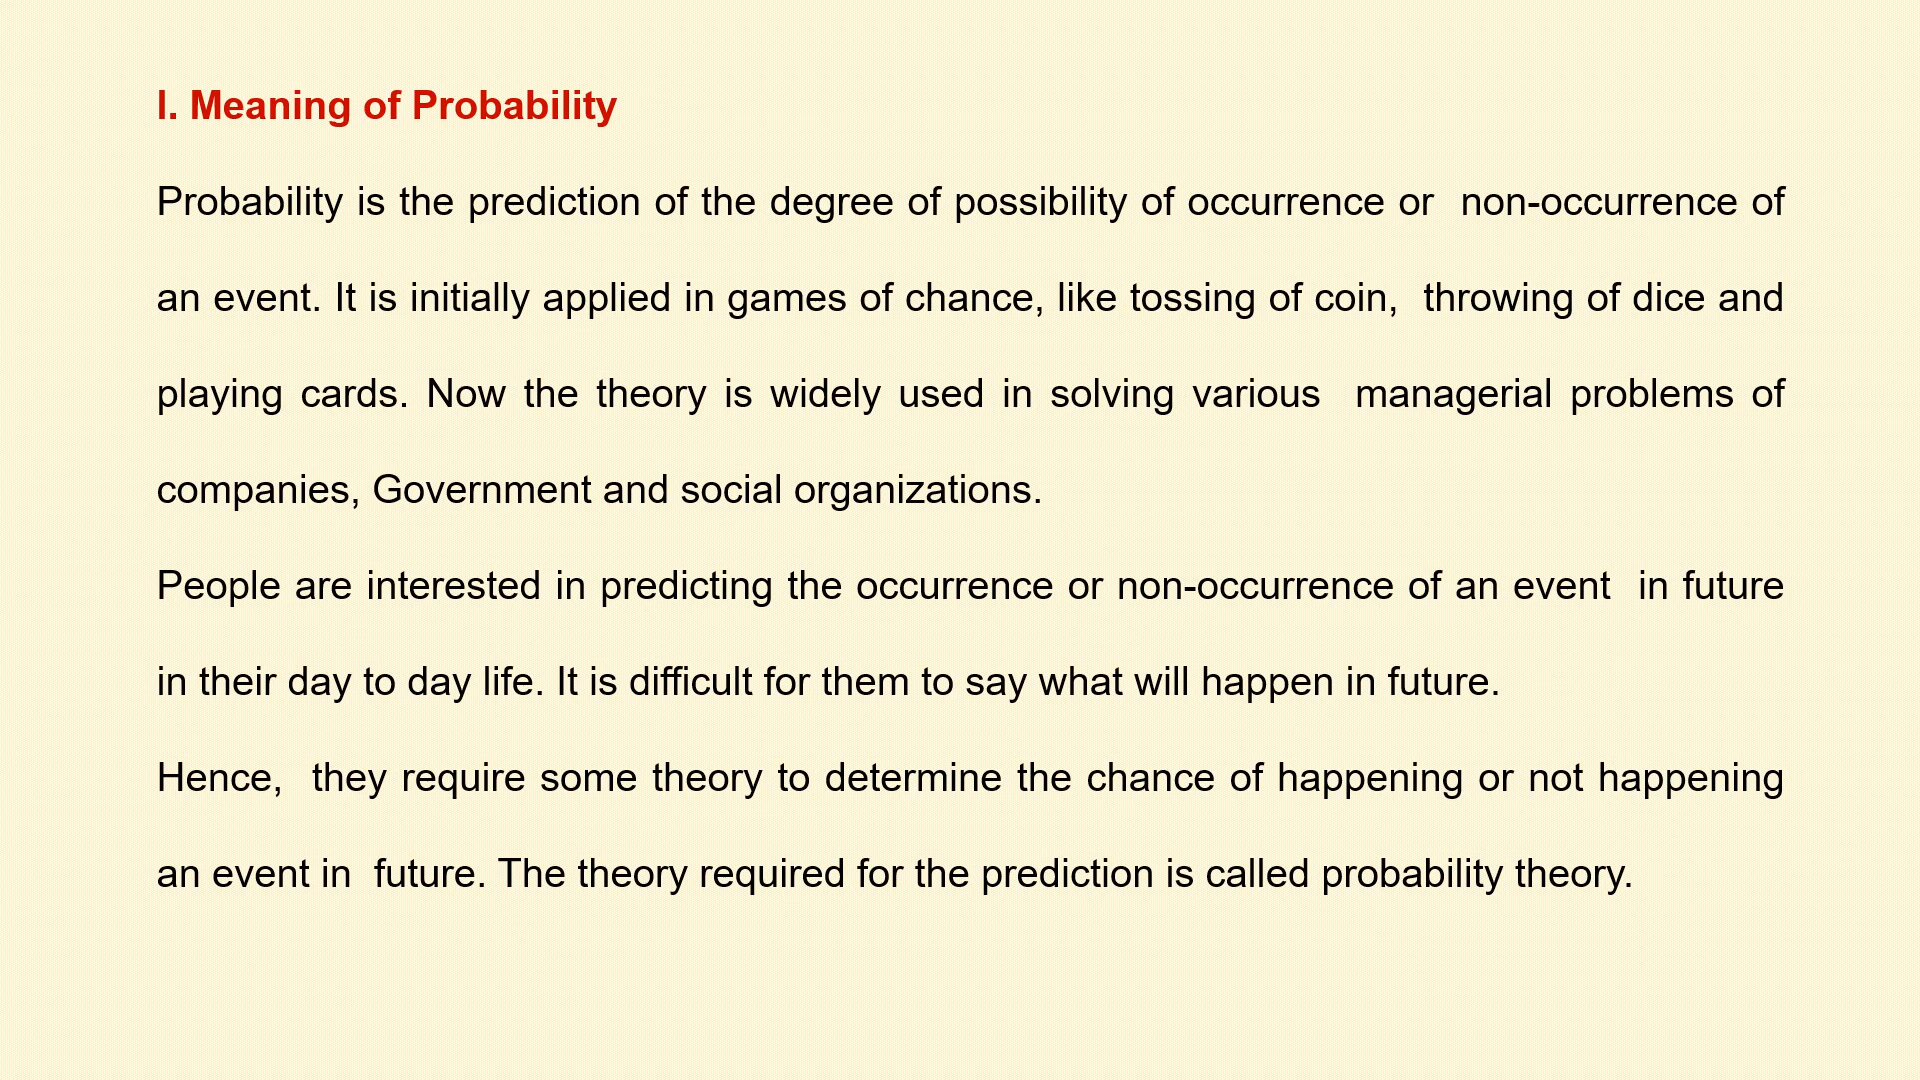 I. Meaning of Probability
Probability is the prediction of the degree of possibility of occurrence or non-occurrence of
an event. It is initially applied in games of chance, like tossing of coin, throwing of dice and
playing cards. Now the theory is widely used in solving various managerial problems of
companies, Government and social organizations.
People are interested in predicting the occurrence or non-occurrence of an event in future
in their day to day life. It is difficult for them to say what will happen in future.
Hence, they require some theory to determine the chance of happening or not happening
an event in future. The theory required for the prediction is called probability theory.